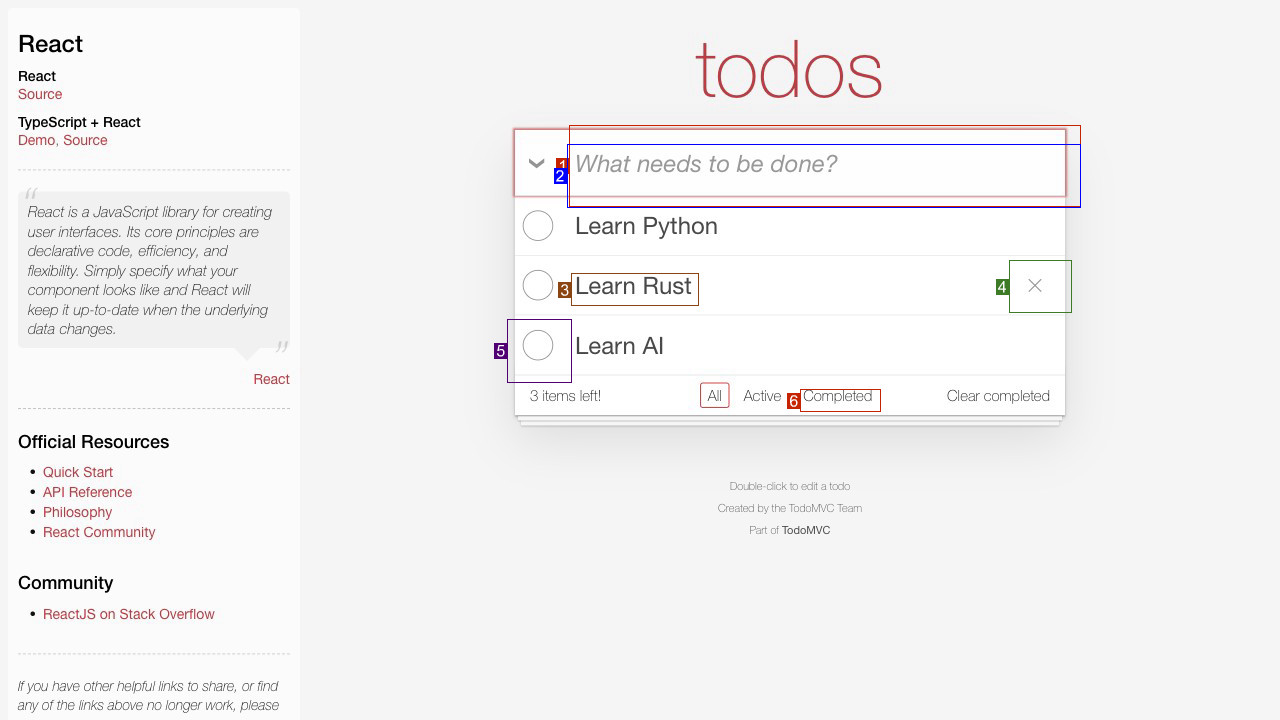 React
React
Source
TypeScript + React
Demo, Source
“
React is a JavaScript library for creating
user interfaces. Its core principles are
declarative code, efficiency, and
flexibility. Simply specify what your
component looks like and React will
keep it up-to-date when the underlying
data changes.
”
React
Official Resources
• Quick Start
• API Reference
• Philosophy
• React Community
Community
• ReactJS on Stack Overflow
If you have other helpful links to share, or find
any of the links above no longer work, please
todos
1
2 What needs to be done?
Learn Python
3 Learn Rust 4 ×
5 Learn AI
3 items left! All Active 6 Completed Clear completed
Double-click to edit a todo
Created by the TodoMVC Team
Part of TodoMVC